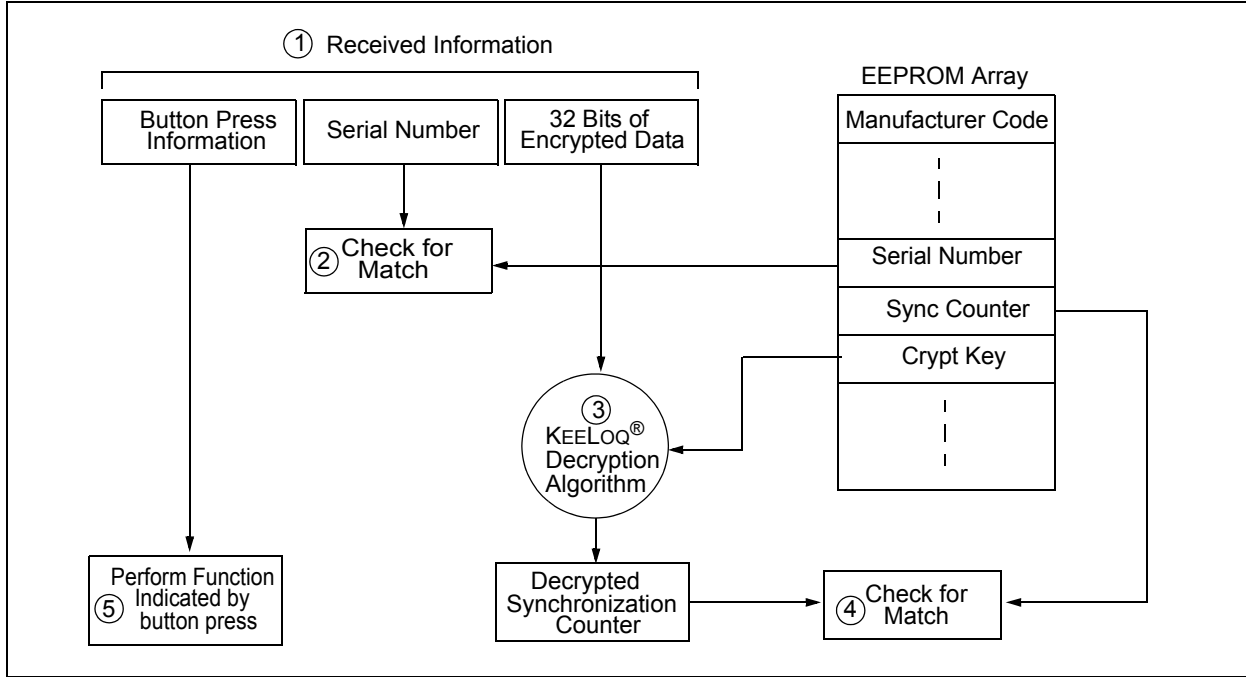 ① Received Information
EEPROM Array
Button Press
Information
Serial Number
32 Bits of
Encrypted Data
Manufacturer Code
② Check for
Match
Serial Number
Sync Counter
Crypt Key
③
KEELOQ®
Decryption
Algorithm
Perform Function
⑤ Indicated by
button press
Decrypted
Synchronization
Counter
④ Check for
Match